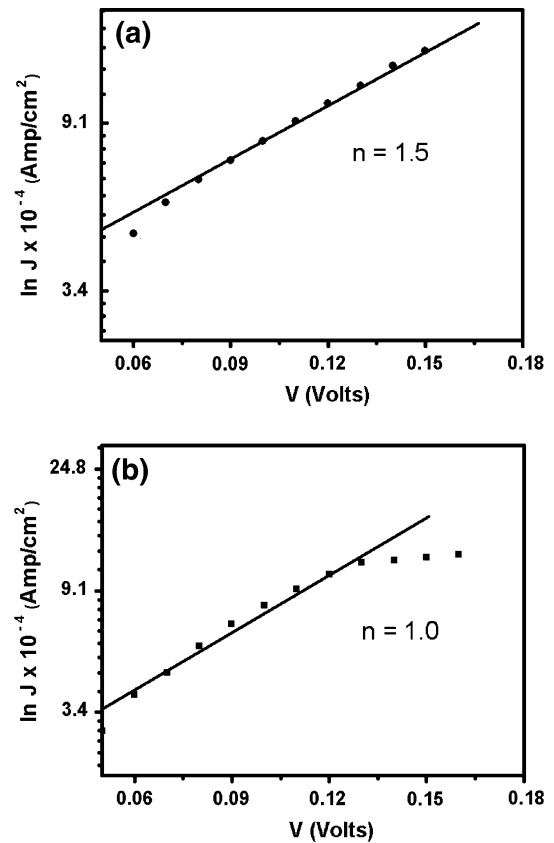 (a)
ln J x 10⁻⁴ (Amp/cm²)
9.1
3.4
n = 1.5
0.06 0.09 0.12 0.15 0.18
V (Volts)
(b)
ln J x 10⁻⁴ (Amp/cm²)
24.8
9.1
3.4
n = 1.0
0.06 0.09 0.12 0.15 0.18
V (Volts)